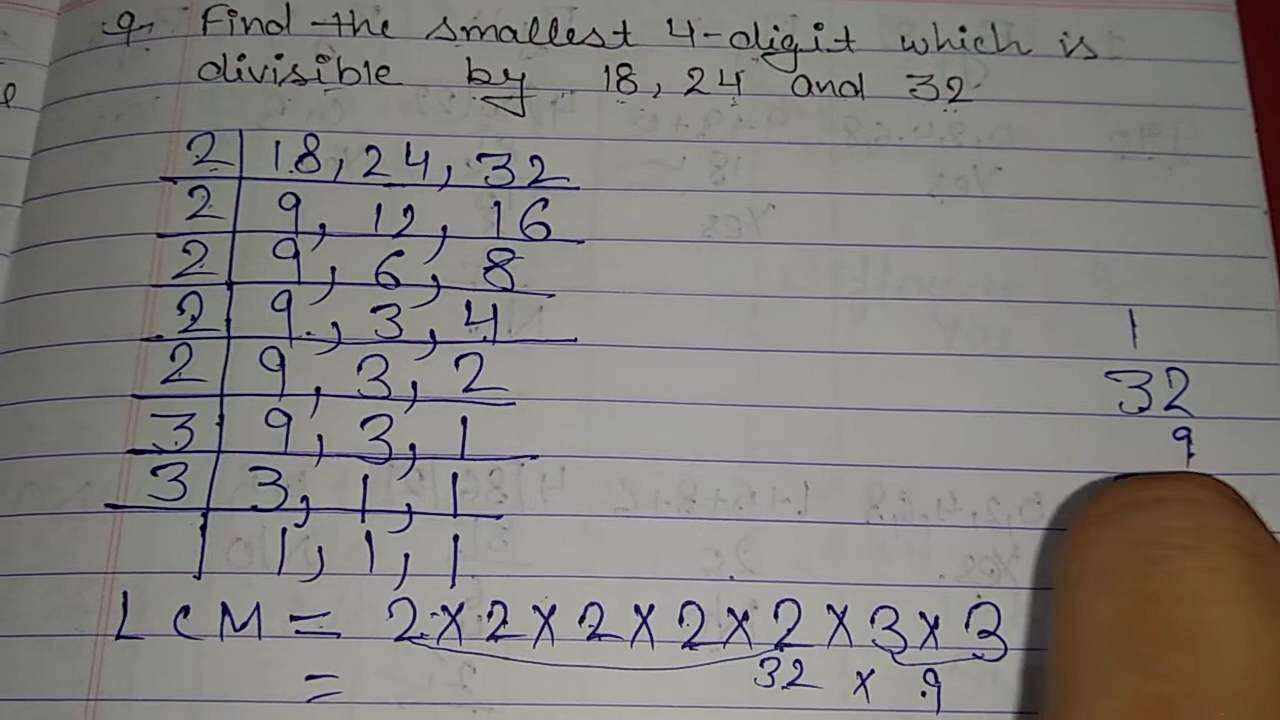 Q. Find the smallest 4-digit which is
divisible by 18, 24 and 32
2 | 18, 24, 32
2 | 9, 12, 16
2 | 9, 6, 8
2 | 9, 3, 4
2 | 9, 3, 2
3 | 9, 3, 1
3 | 3, 1, 1
| 1, 1, 1
LCM = 2 × 2 × 2 × 2 × 2 × 3 × 3
= 32 × 9
1
32
9